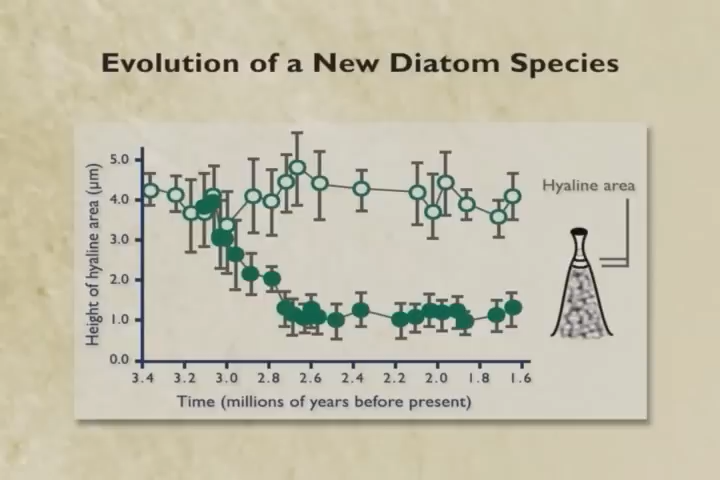 Evolution of a New Diatom Species
5.0
4.0
3.0
2.0
1.0
0.0
Height of hyaline area (µm)
3.4 3.2 3.0 2.8 2.6 2.4 2.2 2.0 1.8 1.6
Time (millions of years before present)
Hyaline area